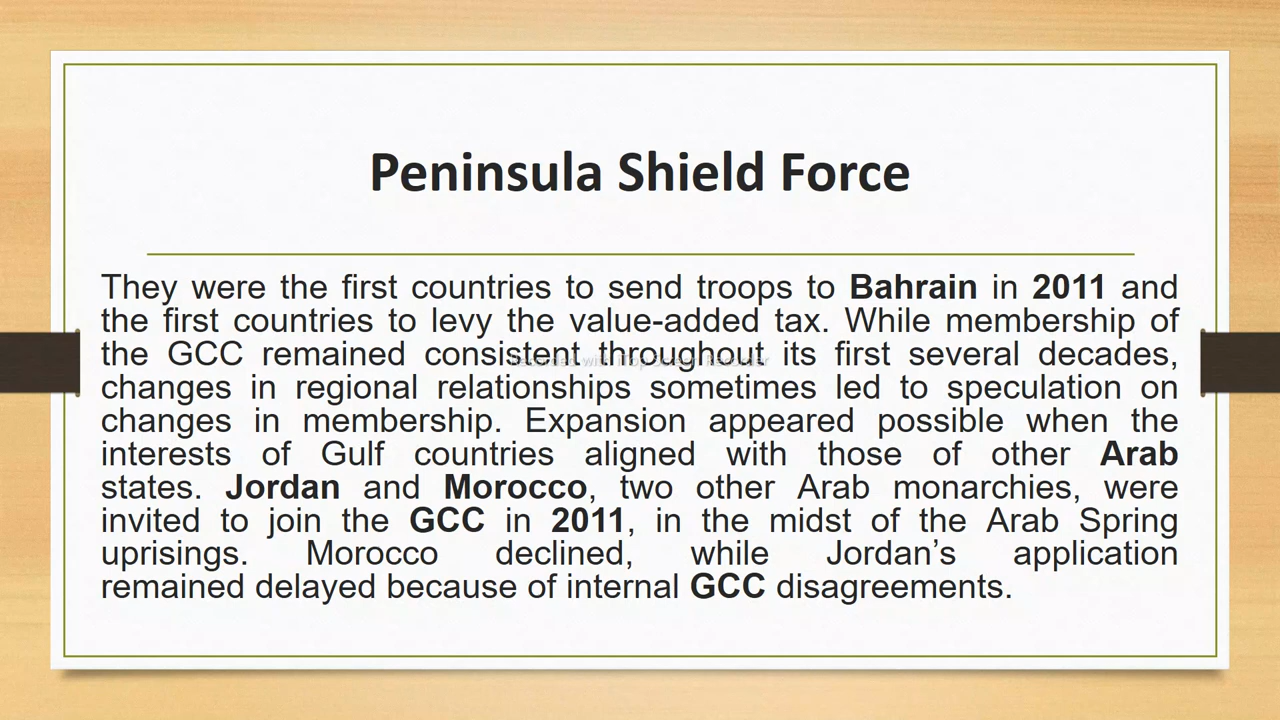 Peninsula Shield Force
They were the first countries to send troops to Bahrain in 2011 and
the first countries to levy the value-added tax. While membership of
the GCC remained consistent throughout its first several decades,
Recorded with iTop Screen Recorder
changes in regional relationships sometimes led to speculation on
changes in membership. Expansion appeared possible when the
interests of Gulf countries aligned with those of other Arab
states. Jordan and Morocco, two other Arab monarchies, were
invited to join the GCC in 2011, in the midst of the Arab Spring
uprisings. Morocco declined, while Jordan’s application
remained delayed because of internal GCC disagreements.